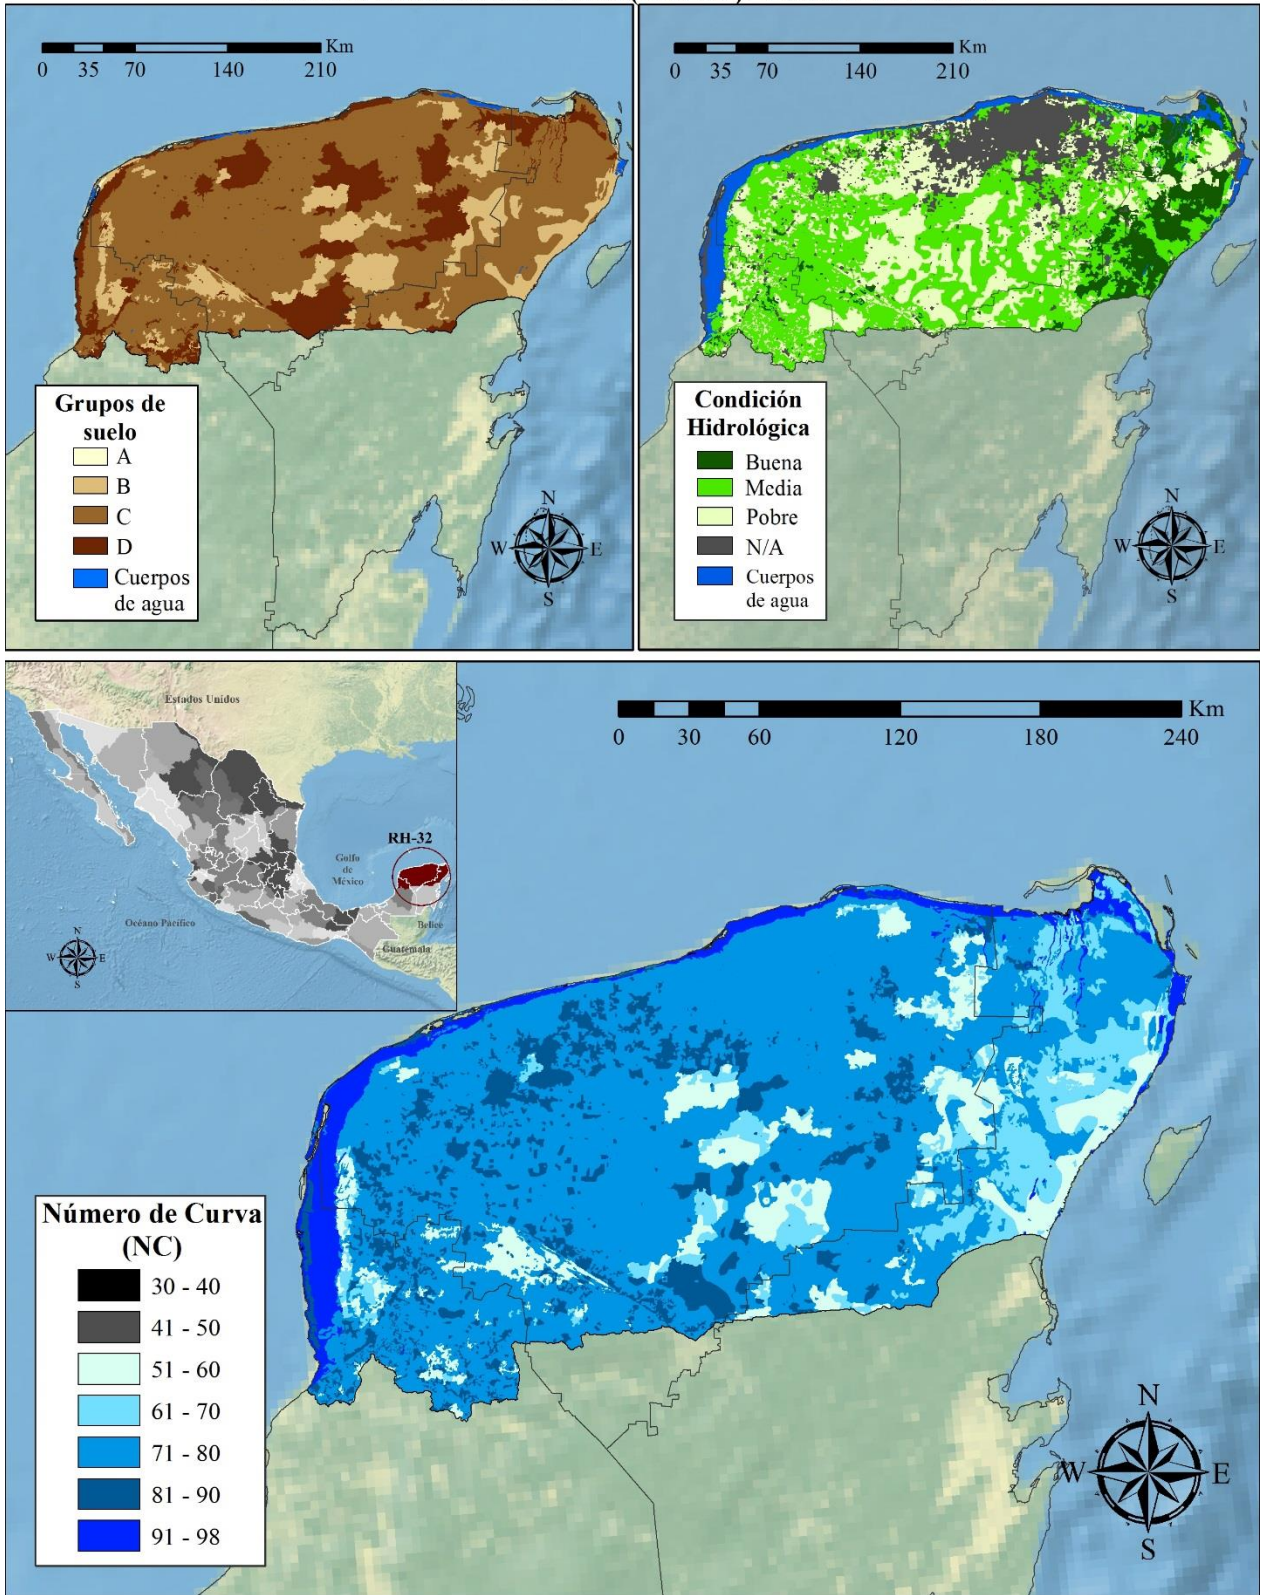 Km
0 35 70 140 210
Grupos de
suelo
A
B
C
D
Cuerpos
de agua
N
W E
S
Km
0 35 70 140 210
Condición
Hidrológica
Buena
Media
Pobre
N/A
Cuerpos
de agua
N
W E
S
Estados Unidos
RH-32
Golfo
de
México
Océano Pacífico
Belice
Guatemala
N
W E
S
Km
0 30 60 120 180 240
Número de Curva
(NC)
30 - 40
41 - 50
51 - 60
61 - 70
71 - 80
81 - 90
91 - 98
N
W E
S